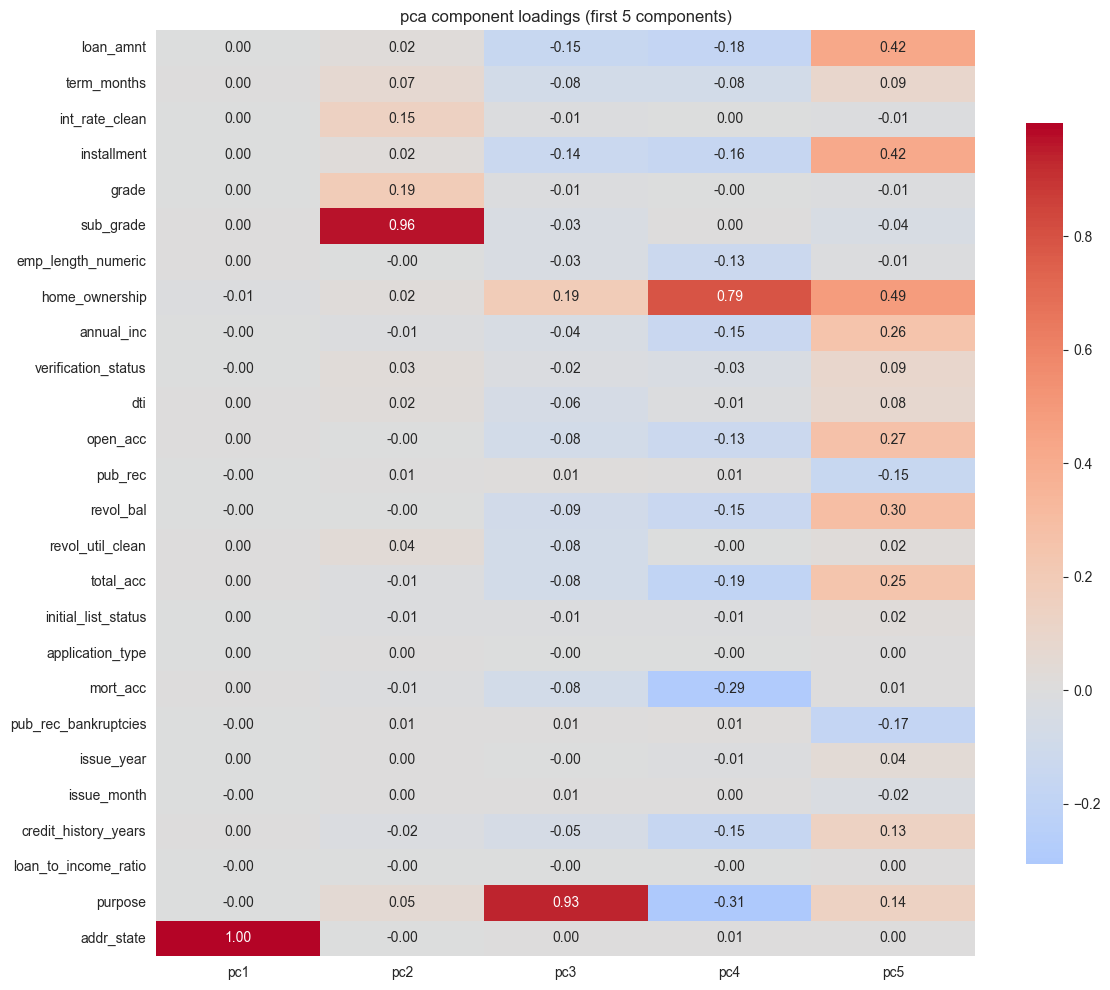 pca component loadings (first 5 components)
loan_amnt 0.00 0.02 -0.15 -0.18 0.42
term_months 0.00 0.07 -0.08 -0.08 0.09
int_rate_clean 0.00 0.15 -0.01 0.00 -0.01
installment 0.00 0.02 -0.14 -0.16 0.42
grade 0.00 0.19 -0.01 -0.00 -0.01
sub_grade 0.00 0.96 -0.03 0.00 -0.04
emp_length_numeric 0.00 -0.00 -0.03 -0.13 -0.01
home_ownership -0.01 0.02 0.19 0.79 0.49
annual_inc -0.00 -0.01 -0.04 -0.15 0.26
verification_status -0.00 0.03 -0.02 -0.03 0.09
dti 0.00 0.02 -0.06 -0.01 0.08
open_acc 0.00 -0.00 -0.08 -0.13 0.27
pub_rec -0.00 0.01 0.01 0.01 -0.15
revol_bal -0.00 -0.00 -0.09 -0.15 0.30
revol_util_clean 0.00 0.04 -0.08 -0.00 0.02
total_acc 0.00 -0.01 -0.08 -0.19 0.25
initial_list_status 0.00 -0.01 -0.01 -0.01 0.02
application_type 0.00 0.00 -0.00 -0.00 0.00
mort_acc 0.00 -0.01 -0.08 -0.29 0.01
pub_rec_bankruptcies -0.00 0.01 0.01 0.01 -0.17
issue_year 0.00 0.00 -0.00 -0.01 0.04
issue_month -0.00 0.00 0.01 0.00 -0.02
credit_history_years 0.00 -0.02 -0.05 -0.15 0.13
loan_to_income_ratio -0.00 -0.00 -0.00 -0.00 0.00
purpose -0.00 0.05 0.93 -0.31 0.14
addr_state 1.00 -0.00 0.00 0.01 0.00
pc1 pc2 pc3 pc4 pc5
0.8
0.6
0.4
0.2
0.0
−0.2